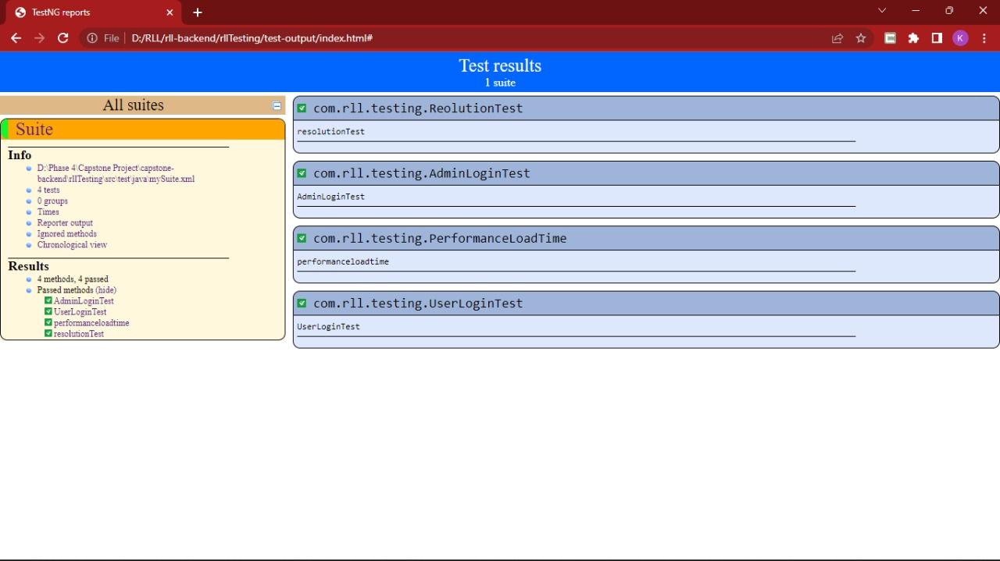 TestNG reports
File
D:/RLL/rll-backend/rllTesting/test-output/index.html#
K
Test results
1 suite
All suites
Suite
Info
D:\Phase 4\Capstone Project\capstone-
backend\rllTesting\src\test\java\mySuite.xml
4 tests
0 groups
Times
Reporter output
Ignored methods
Chronological view
Results
4 methods, 4 passed
Passed methods (hide)
AdminLoginTest
UserLoginTest
performanceloadtime
resolutionTest
com.rll.testing.ReolutionTest
resolutionTest
com.rll.testing.AdminLoginTest
AdminLoginTest
com.rll.testing.PerformanceLoadTime
performanceloadtime
com.rll.testing.UserLoginTest
UserLoginTest